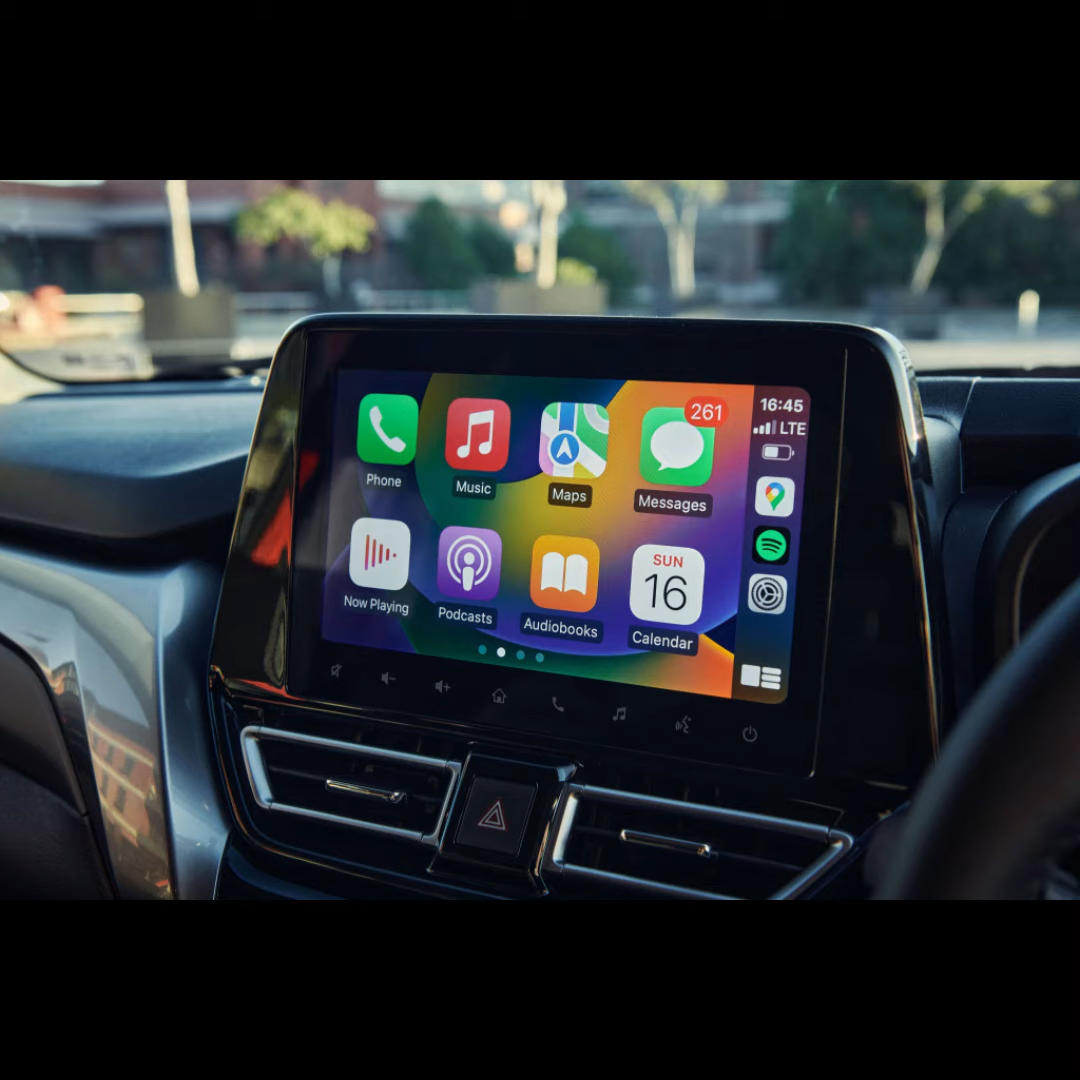 Phone
Music
Maps
261
Messages
16:45
LTE
Now Playing
Podcasts
Audiobooks
SUN
16
Calendar